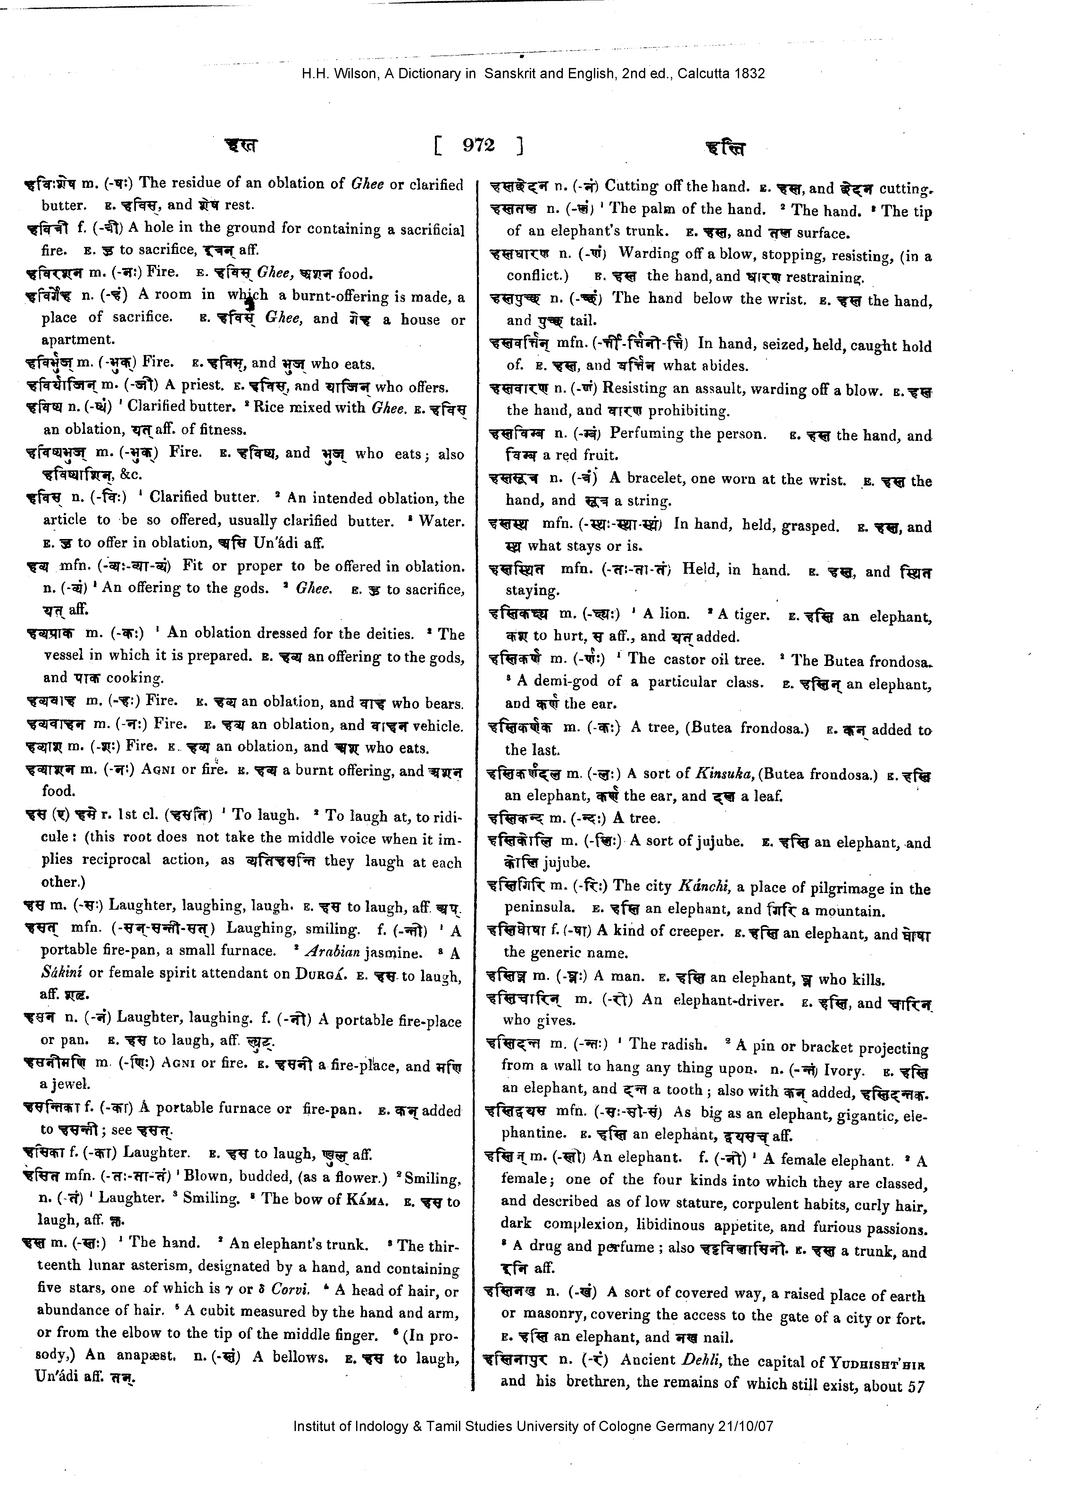 H.H. Wilson, A Dictionary in Sanskrit and English, 2nd ed., Calcutta 1832
हस्त [ 972 ] हस्ति
हविःशेष m. (-षः) The residue of an oblation of Ghee or clarified
butter. E. हविस्, and शेष rest.
हवित्री f. (-त्री) A hole in the ground for containing a sacrificial
fire. E. हु to sacrifice, इत्रन् aff.
हविरशन m. (-नः) Fire. E. हविस् Ghee, अशन food.
हविर्गेह n. (-हं) A room in which a burnt-offering is made, a
place of sacrifice. E. हविस् Ghee, and गेह a house or
apartment.
हविर्भुज् m. (-भुक्) Fire. E. हविस्, and भुज् who eats.
हविर्याजिन् m. (-जी) A priest. E. हविस्, and याजिन् who offers.
हविष्य n. (-ष्यं) ¹ Clarified butter. ² Rice mixed with Ghee. E. हविस्
an oblation, यत् aff. of fitness.
हविष्यभुज् m. (-भुक्) Fire. E. हविष्य, and भुज् who eats; also
हविष्याशिन्, &c.
हविस् n. (-विः) ¹ Clarified butter. ² An intended oblation, the
article to be so offered, usually clarified butter. ³ Water.
E. हु to offer in oblation, असि Un'ádi aff.
हव्य mfn. (-व्यः-व्या-व्यं) Fit or proper to be offered in oblation.
n. (-व्यं) ¹ An offering to the gods. ² Ghee. E. हु to sacrifice,
यत् aff.
हव्यपाक m. (-कः) ¹ An oblation dressed for the deities. ² The
vessel in which it is prepared. E. हव्य an offering to the gods,
and पाक cooking.
हव्यवाह m. (-हः) Fire. E. हव्य an oblation, and वाह who bears.
हव्यवाहन m. (-नः) Fire. E. हव्य an oblation, and वाहन vehicle.
हव्याश m. (-शः) Fire. E. हव्य an oblation, and अश who eats.
हव्याशन m. (-नः) AGNI or fire. E. हव्य a burnt offering, and अशन
food.
हस (ए) हसे r. 1st cl. (हसति) ¹ To laugh. ² To laugh at, to ridi-
cule: (this root does not take the middle voice when it im-
plies reciprocal action, as व्यतिहसन्ति they laugh at each
other.)
हस m. (-सः) Laughter, laughing, laugh. E. हस to laugh, aff. अप्.
हसत् mfn. (-सन्-सन्ती-सत्) Laughing, smiling. f. (-न्ती) ¹ A
portable fire-pan, a small furnace. ² Arabian jasmine. ³ A
Sákiní or female spirit attendant on DURGÁ. E. हस to laugh,
aff. शतृ.
हसन n. (-नं) Laughter, laughing. f. (-नी) A portable fire-place
or pan. E. हस to laugh, aff. ल्युट्.
हसनीमणि m. (-णिः) AGNI or fire. E. हसनी a fire-place, and मणि
a jewel.
हसन्तिका f. (-का) A portable furnace or fire-pan. E. कन् added
to हसन्ती; see हसत्.
हसिका f. (-का) Laughter. E. हस to laugh, ण्वुल् aff.
हसित mfn. (-तः-ता-तं) ¹ Blown, budded, (as a flower.) ² Smiling,
n. (-तं) ¹ Laughter. ² Smiling. ³ The bow of KÁMA. E. हस to
laugh, aff. क्त.
हस्त m. (-स्तः) ¹ The hand. ² An elephant's trunk. ³ The thir-
teenth lunar asterism, designated by a hand, and containing
five stars, one of which is γ or δ Corvi. ⁴ A head of hair, or
abundance of hair. ⁵ A cubit measured by the hand and arm,
or from the elbow to the tip of the middle finger. ⁶ (In pro-
sody,) An anapæst. n. (-स्तं) A bellows. E. हस to laugh,
Un'ádi aff. तन्.
हस्तच्छेदन n. (-नं) Cutting off the hand. E. हस्त, and छेदन cutting.
हस्ततल n. (-लं) ¹ The palm of the hand. ² The hand. ³ The tip
of an elephant's trunk. E. हस्त, and तल surface.
हस्तधारण n. (-णं) Warding off a blow, stopping, resisting, (in a
conflict.) E. हस्त the hand, and धारण restraining.
हस्तपुच्छ n. (-च्छं) The hand below the wrist. E. हस्त the hand,
and पुच्छ tail.
हस्तवर्त्तिन् mfn. (-र्त्ती-र्त्तिनी-र्त्ति) In hand, seized, held, caught hold
of. E. हस्त, and वर्त्तिन what abides.
हस्तवारण n. (-णं) Resisting an assault, warding off a blow. E. हस्त
the hand, and वारण prohibiting.
हस्तविम्ब n. (-म्बं) Perfuming the person. E. हस्त the hand, and
विम्ब a red fruit.
हस्तसूत्र n. (-त्रं) A bracelet, one worn at the wrist. E. हस्त the
hand, and सूत्र a string.
हस्तस्थ mfn. (-स्थः-स्था-स्थं) In hand, held, grasped. E. हस्त, and
स्थ what stays or is.
हस्तस्थित mfn. (-तः-ता-तं) Held, in hand. E. हस्त, and स्थित
staying.
हस्तिकक्ष्य m. (-क्ष्यः) ¹ A lion. ² A tiger. E. हस्ति an elephant,
कष to hurt, स aff., and यत् added.
हस्तिकर्ण m. (-र्णः) ¹ The castor oil tree. ² The Butea frondosa.
³ A demi-god of a particular class. E. हस्तिन् an elephant,
and कर्ण the ear.
हस्तिकर्णक m. (-कः) A tree, (Butea frondosa.) E. कन् added to
the last.
हस्तिकर्णदल m. (-लः) A sort of Kinsuka, (Butea frondosa.) E. हस्ति
an elephant, कर्ण the ear, and दल a leaf.
हस्तिकन्द m. (-न्दः) A tree.
हस्तिकोलि m. (-लिः) A sort of jujube. E. हस्ति an elephant, and
कोलि jujube.
हस्तिगिरि m. (-रिः) The city Kánchi, a place of pilgrimage in the
peninsula. E. हस्ति an elephant, and गिरि a mountain.
हस्तिघोषा f. (-षा) A kind of creeper. E. हस्ति an elephant, and घोषा
the generic name.
हस्तिघ्न m. (-घ्नः) A man. E. हस्ति an elephant, घ्न who kills.
हस्तिचारिन् m. (-री) An elephant-driver. E. हस्ति, and चारिन्
who gives.
हस्तिदन्त m. (-न्तः) ¹ The radish. ² A pin or bracket projecting
from a wall to hang any thing upon. n. (-न्तं) Ivory. E. हस्ति
an elephant, and दन्त a tooth; also with कन् added, हस्तिदन्तक.
हस्तिद्वयस mfn. (-सः-सी-सं) As big as an elephant, gigantic, ele-
phantine. E. हस्ति an elephant, द्वयसच् aff.
हस्तिन् m. (-स्ती) An elephant. f. (-नी) ¹ A female elephant. ² A
female; one of the four kinds into which they are classed,
and described as of low stature, corpulent habits, curly hair,
dark complexion, libidinous appetite, and furious passions.
³ A drug and perfume; also हट्टविलासिनी. E. हस्त a trunk, and
इनि aff.
हस्तिनख n. (-खं) A sort of covered way, a raised place of earth
or masonry, covering the access to the gate of a city or fort.
E. हस्ति an elephant, and नख nail.
हस्तिनापुर n. (-रं) Ancient Dehli, the capital of YUDHISHT'HIR
and his brethren, the remains of which still exist, about 57
Institut of Indology & Tamil Studies University of Cologne Germany 21/10/07